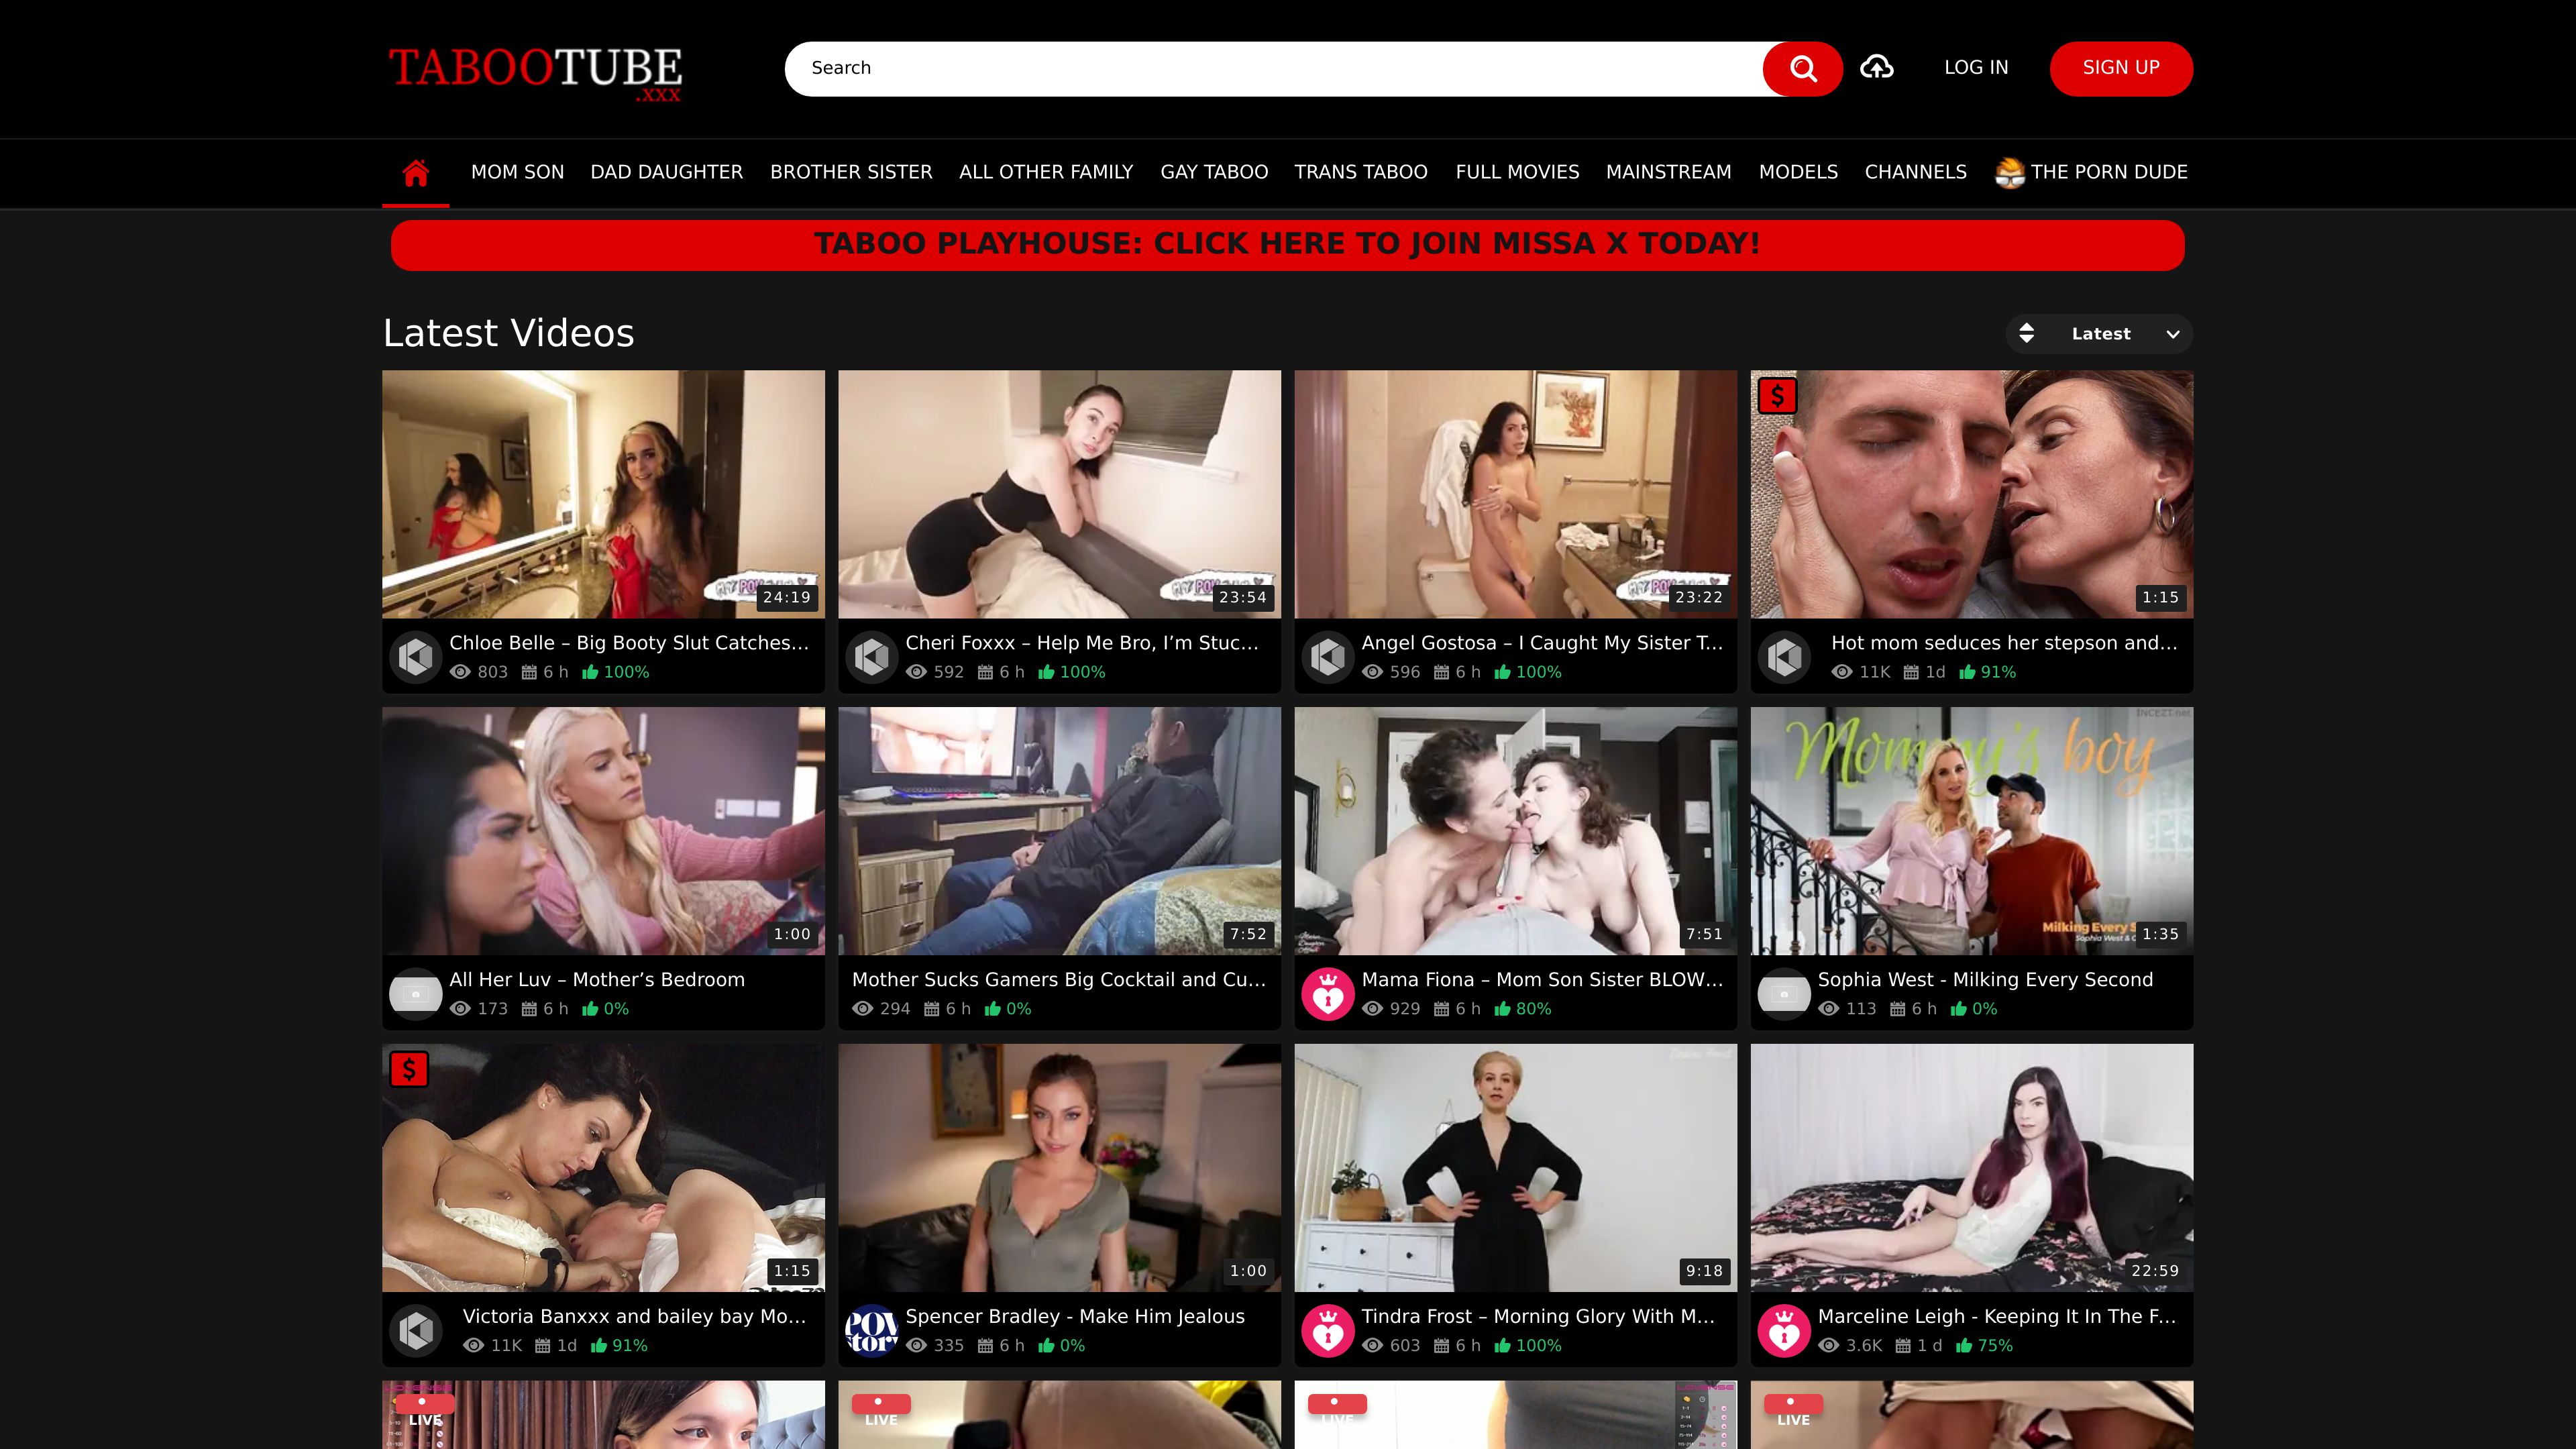 TABOOTUBE
.XXX
Search
LOG IN
SIGN UP
MOM SON
DAD DAUGHTER
BROTHER SISTER
ALL OTHER FAMILY
GAY TABOO
TRANS TABOO
FULL MOVIES
MAINSTREAM
MODELS
CHANNELS
THE PORN DUDE
TABOO PLAYHOUSE: CLICK HERE TO JOIN MISSA X TODAY!
Latest Videos
Latest
24:19
23:54
23:22
$
1:15
Chloe Belle – Big Booty Slut Catches...
803 6 h 100%
Cheri Foxxx – Help Me Bro, I’m Stuc...
592 6 h 100%
Angel Gostosa – I Caught My Sister T...
596 6 h 100%
Hot mom seduces her stepson and...
11K 1d 91%
1:00
7:52
7:51
INCEZT.net
Mommy's boy
Milking Every S
Sophia West &
1:35
All Her Luv – Mother’s Bedroom
173 6 h 0%
Mother Sucks Gamers Big Cocktail and Cu...
294 6 h 0%
Mama Fiona – Mom Son Sister BLOW...
929 6 h 80%
Sophia West - Milking Every Second
113 6 h 0%
$
1:15
1:00
9:18
22:59
Victoria Banxxx and bailey bay Mo...
11K 1d 91%
Spencer Bradley - Make Him Jealous
335 6 h 0%
Tindra Frost – Morning Glory With M...
603 6 h 100%
Marceline Leigh - Keeping It In The F...
3.6K 1 d 75%
LIVE
LIVE
LIVE
LIVE